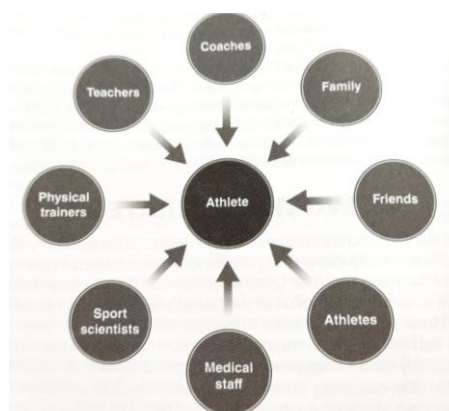 Coaches
Family
Friends
Athletes
Medical
staff
Sport
scientists
Physical
trainers
Teachers
Athlete